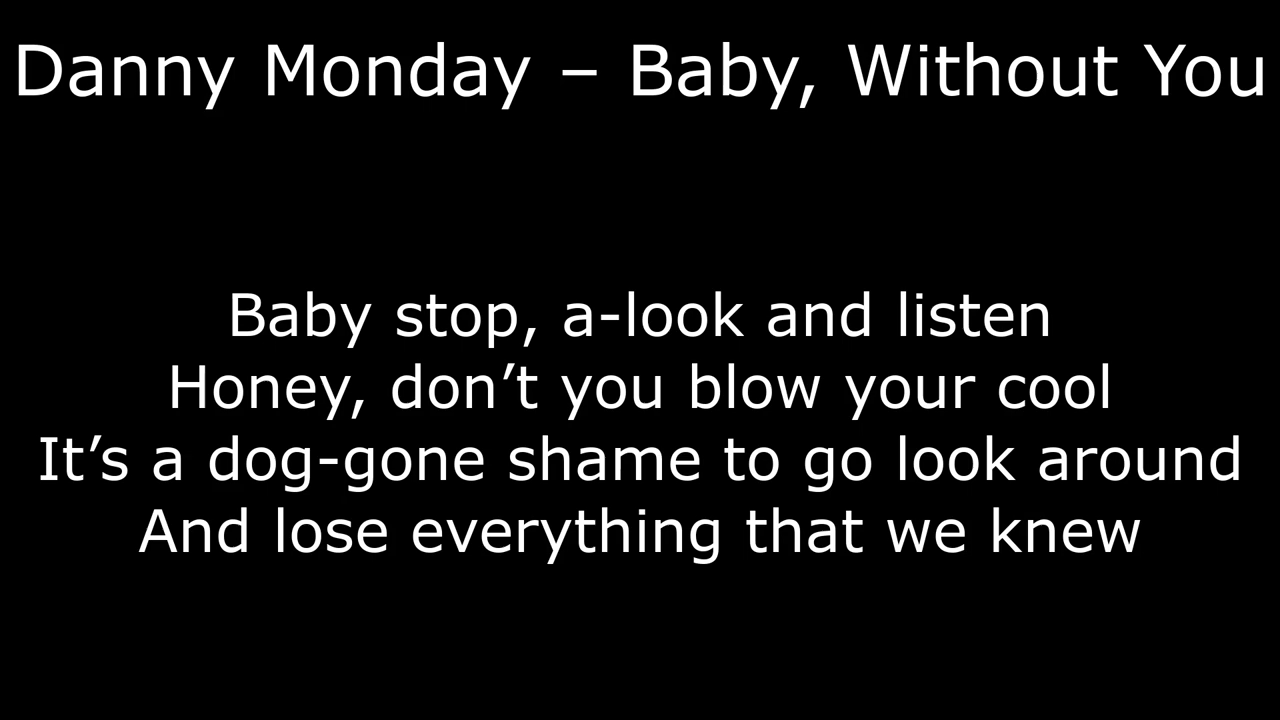 Danny Monday – Baby, Without You
Baby stop, a-look and listen
Honey, don’t you blow your cool
It’s a dog-gone shame to go look around
And lose everything that we knew